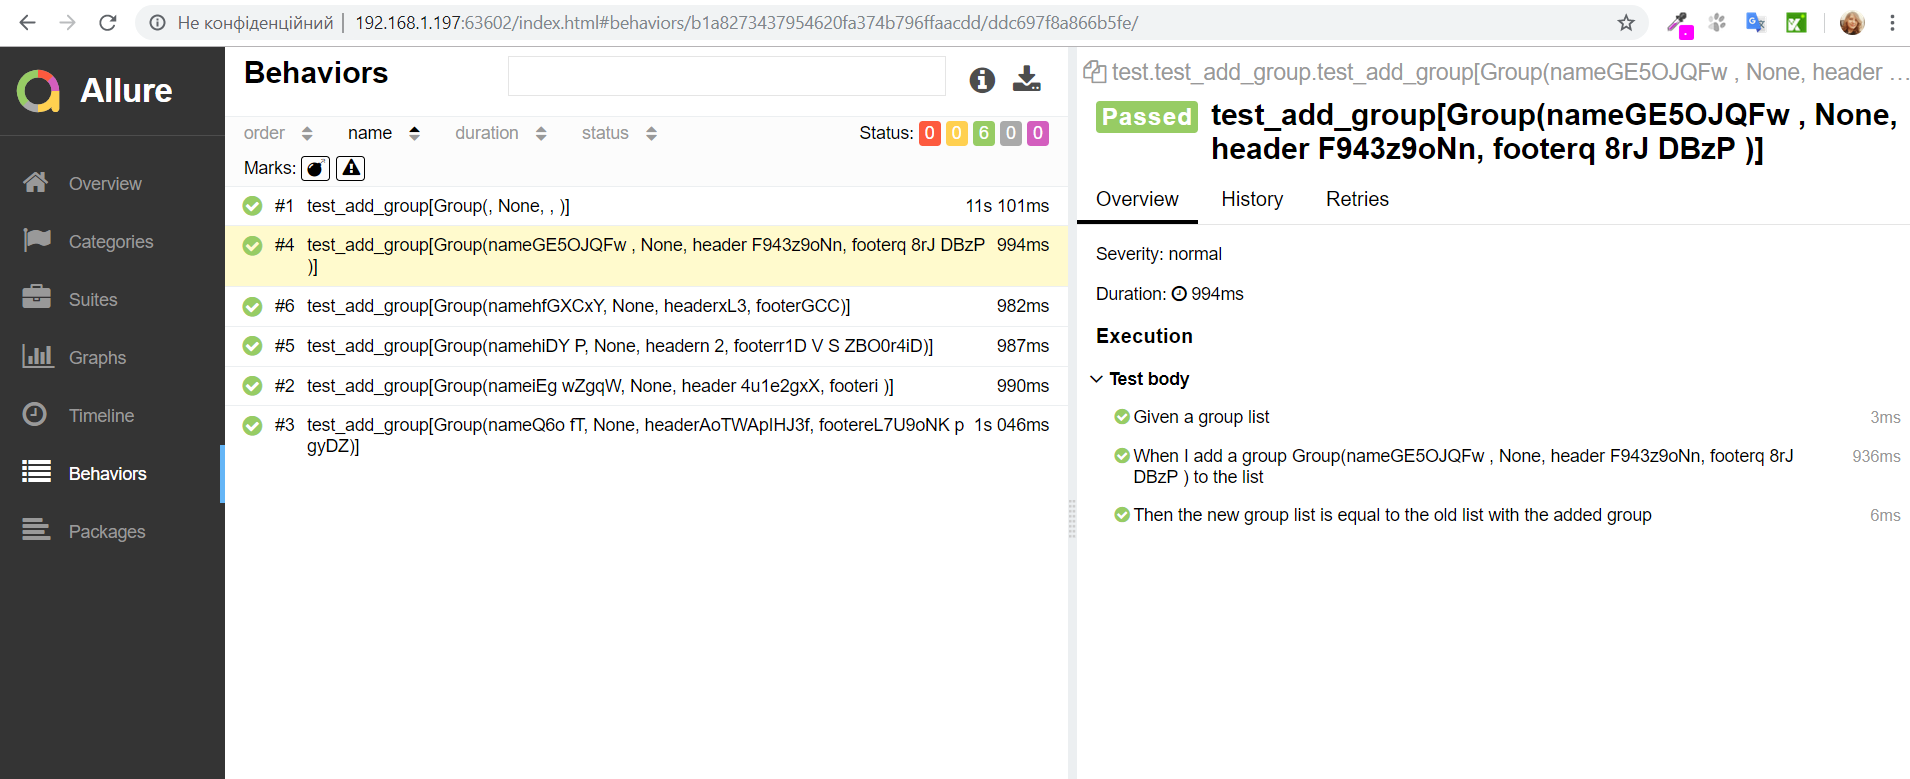 Не конфіденційний
192.168.1.197:63602/index.html#behaviors/b1a8273437954620fa374b796ffaacdd/ddc697f8a866b5fe/
Allure
Overview
Categories
Suites
Graphs
Timeline
Behaviors
Packages
Behaviors
order name duration status
Status: 0 0 6 0 0
Marks:
#1 test_add_group[Group(, None, , )] 11s 101ms
#4 test_add_group[Group(nameGE5OJQFw , None, header F943z9oNn, footerq 8rJ DBzP 994ms
)]
#6 test_add_group[Group(namehfGXCxY, None, headerxL3, footerGCC)] 982ms
#5 test_add_group[Group(namehiDY P, None, headern 2, footerr1D V S ZBO0r4iD)] 987ms
#2 test_add_group[Group(nameiEg wZgqW, None, header 4u1e2gxX, footeri )] 990ms
#3 test_add_group[Group(nameQ6o fT, None, headerAoTWApIHJ3f, footereL7U9oNK p 1s 046ms
gyDZ)]
test.test_add_group.test_add_group[Group(nameGE5OJQFw , None, header …
Passed test_add_group[Group(nameGE5OJQFw , None,
header F943z9oNn, footerq 8rJ DBzP )]
Overview History Retries
Severity: normal
Duration: 994ms
Execution
Test body
Given a group list 3ms
When I add a group Group(nameGE5OJQFw , None, header F943z9oNn, footerq 8rJ 936ms
DBzP ) to the list
Then the new group list is equal to the old list with the added group 6ms